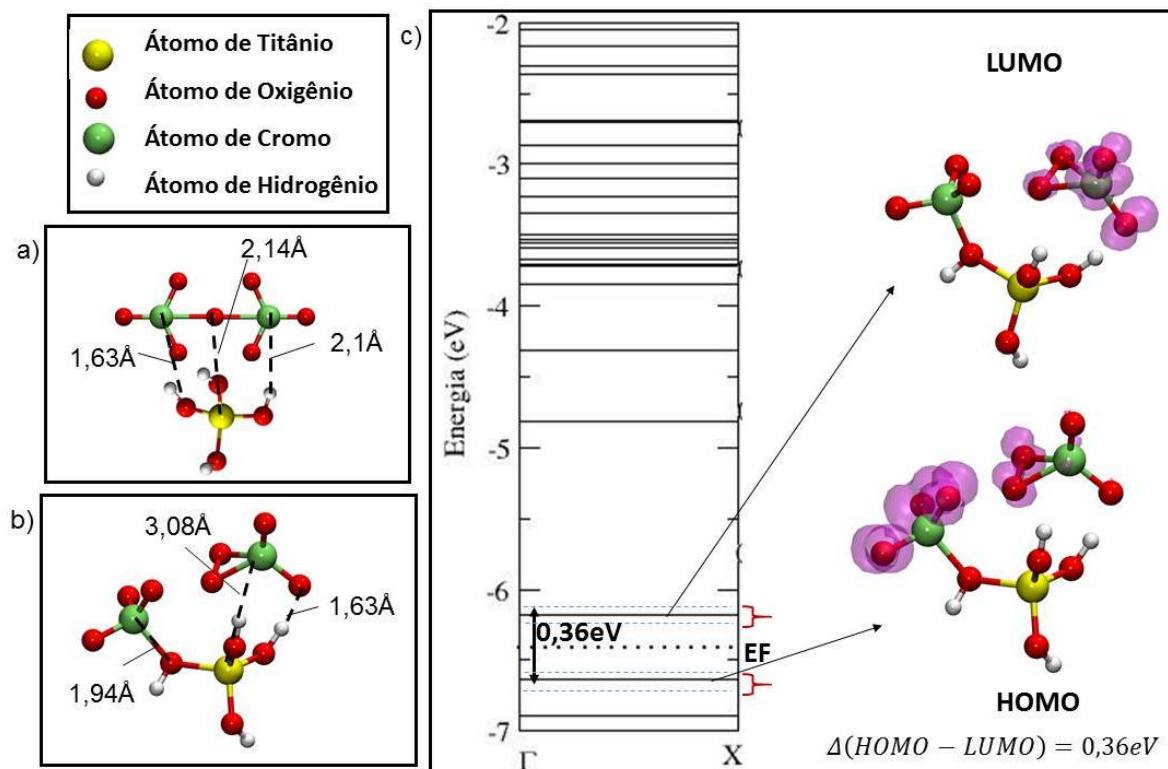 Átomo de Titânio
Átomo de Oxigênio
Átomo de Cromo
Átomo de Hidrogênio
a)
2,14Å
1,63Å
2,1Å
b)
3,08Å
1,63Å
1,94Å
c)
Energia (eV)
-2
-3
-4
-5
-6
-7
Γ
X
0,36eV
EF
LUMO
HOMO
Δ(HOMO − LUMO) = 0,36eV